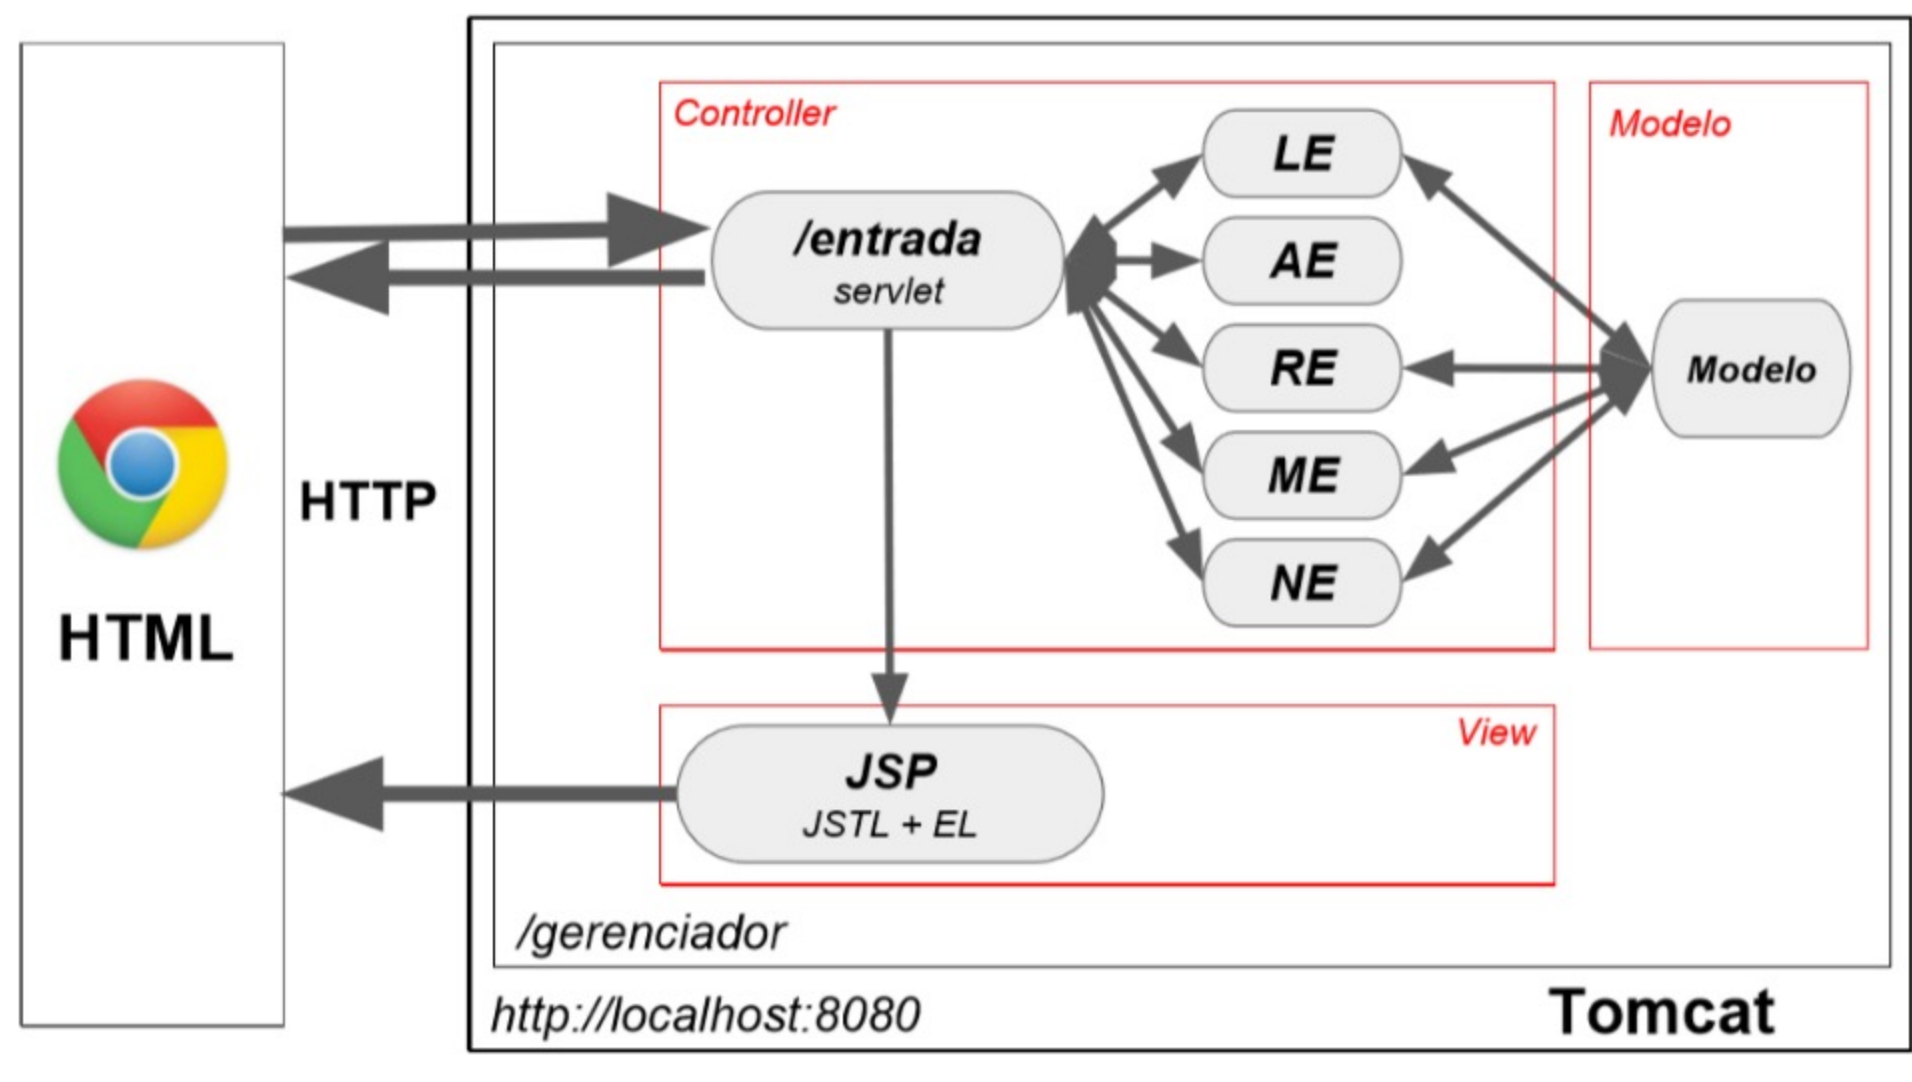 HTML
HTTP
Controller
/entrada
servlet
LE
AE
RE
ME
NE
Modelo
Modelo
View
JSP
JSTL + EL
/gerenciador
http://localhost:8080
Tomcat